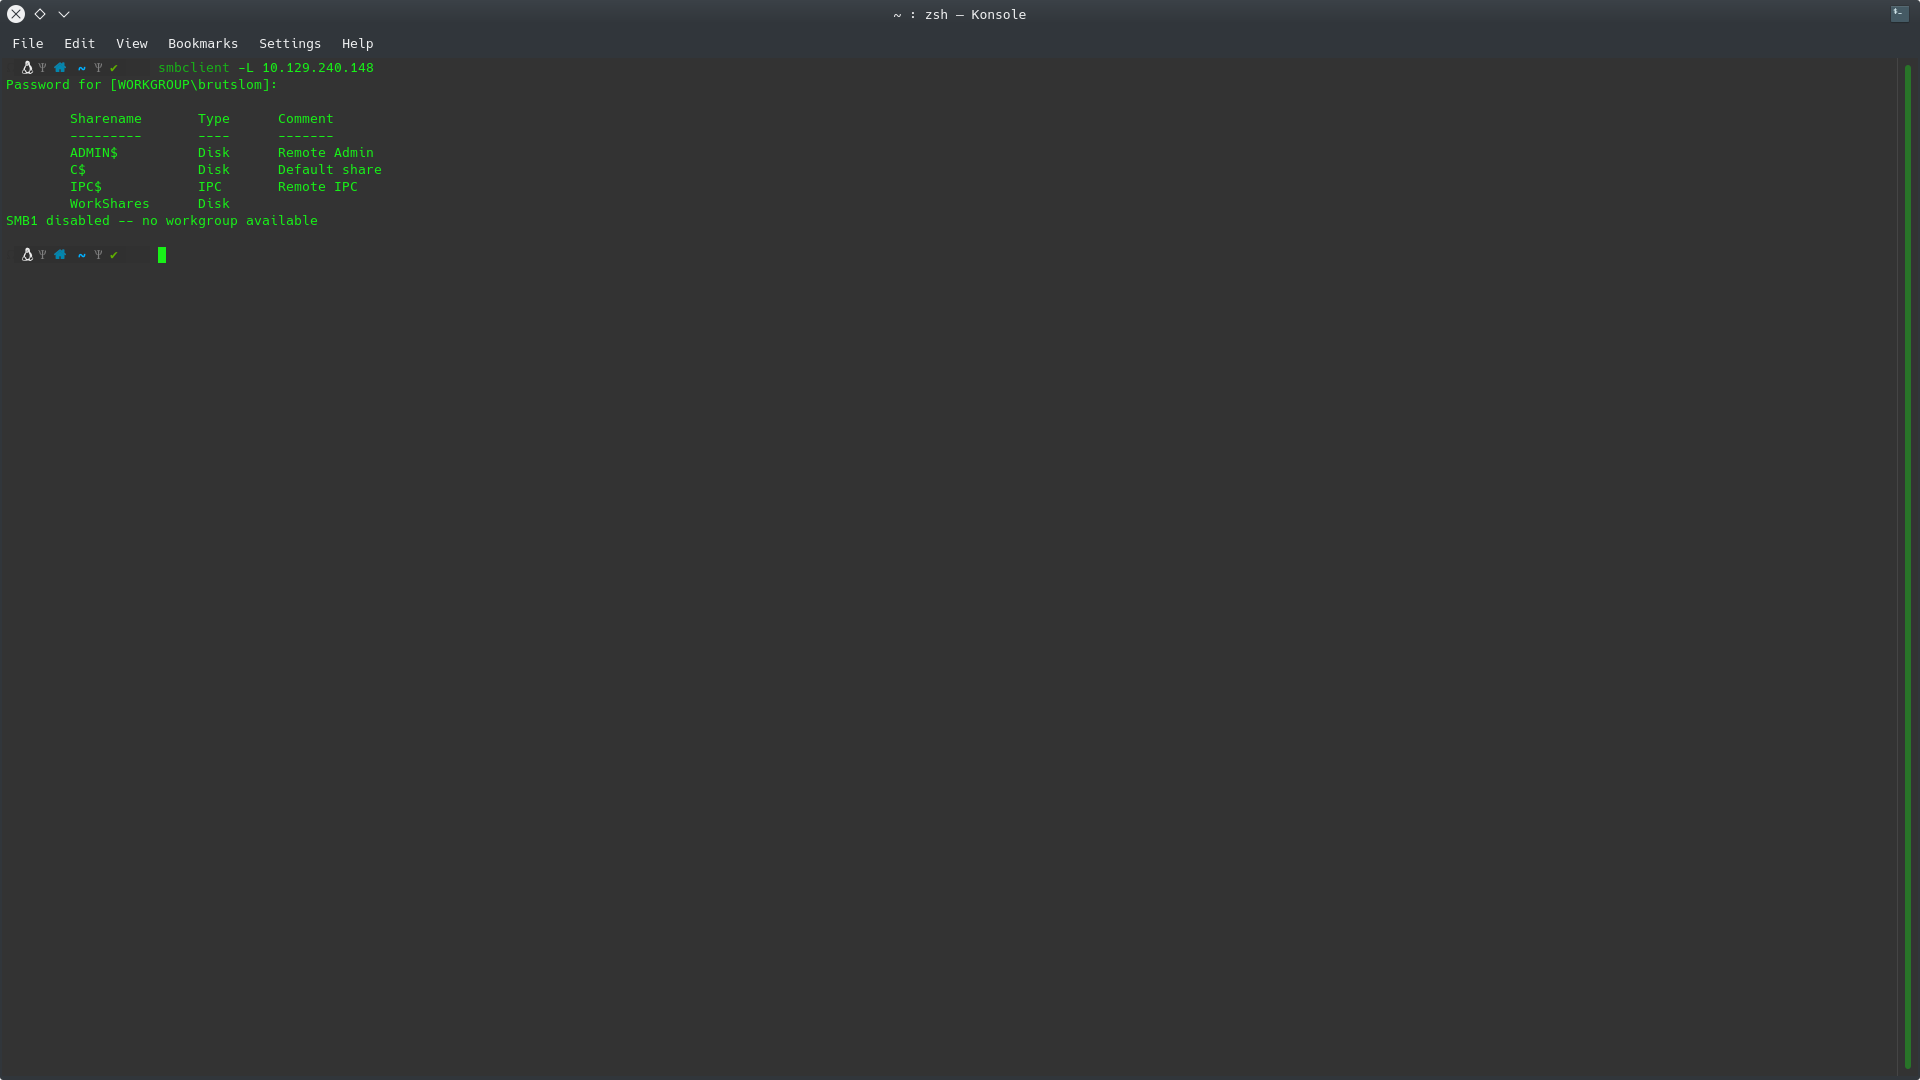 ~ : zsh — Konsole
File Edit View Bookmarks Settings Help
~ ✔ smbclient -L 10.129.240.148
Password for [WORKGROUP\brutslom]:
Sharename Type Comment
--------- ---- -------
ADMIN$ Disk Remote Admin
C$ Disk Default share
IPC$ IPC Remote IPC
WorkShares Disk
SMB1 disabled -- no workgroup available
~ ✔